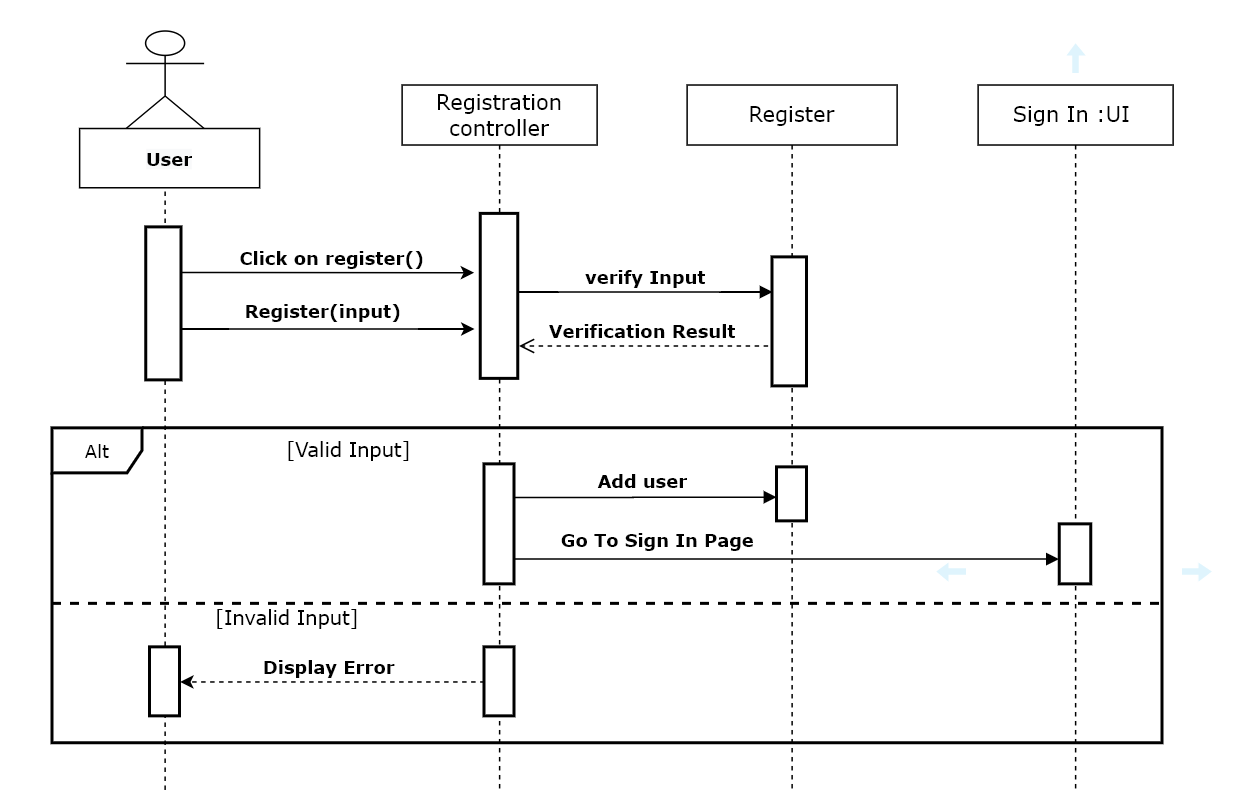 Registration
controller
Register
Sign In :UI
User
Click on register()
verify Input
Register(input)
Verification Result
Alt
[Valid Input]
Add user
Go To Sign In Page
[Invalid Input]
Display Error